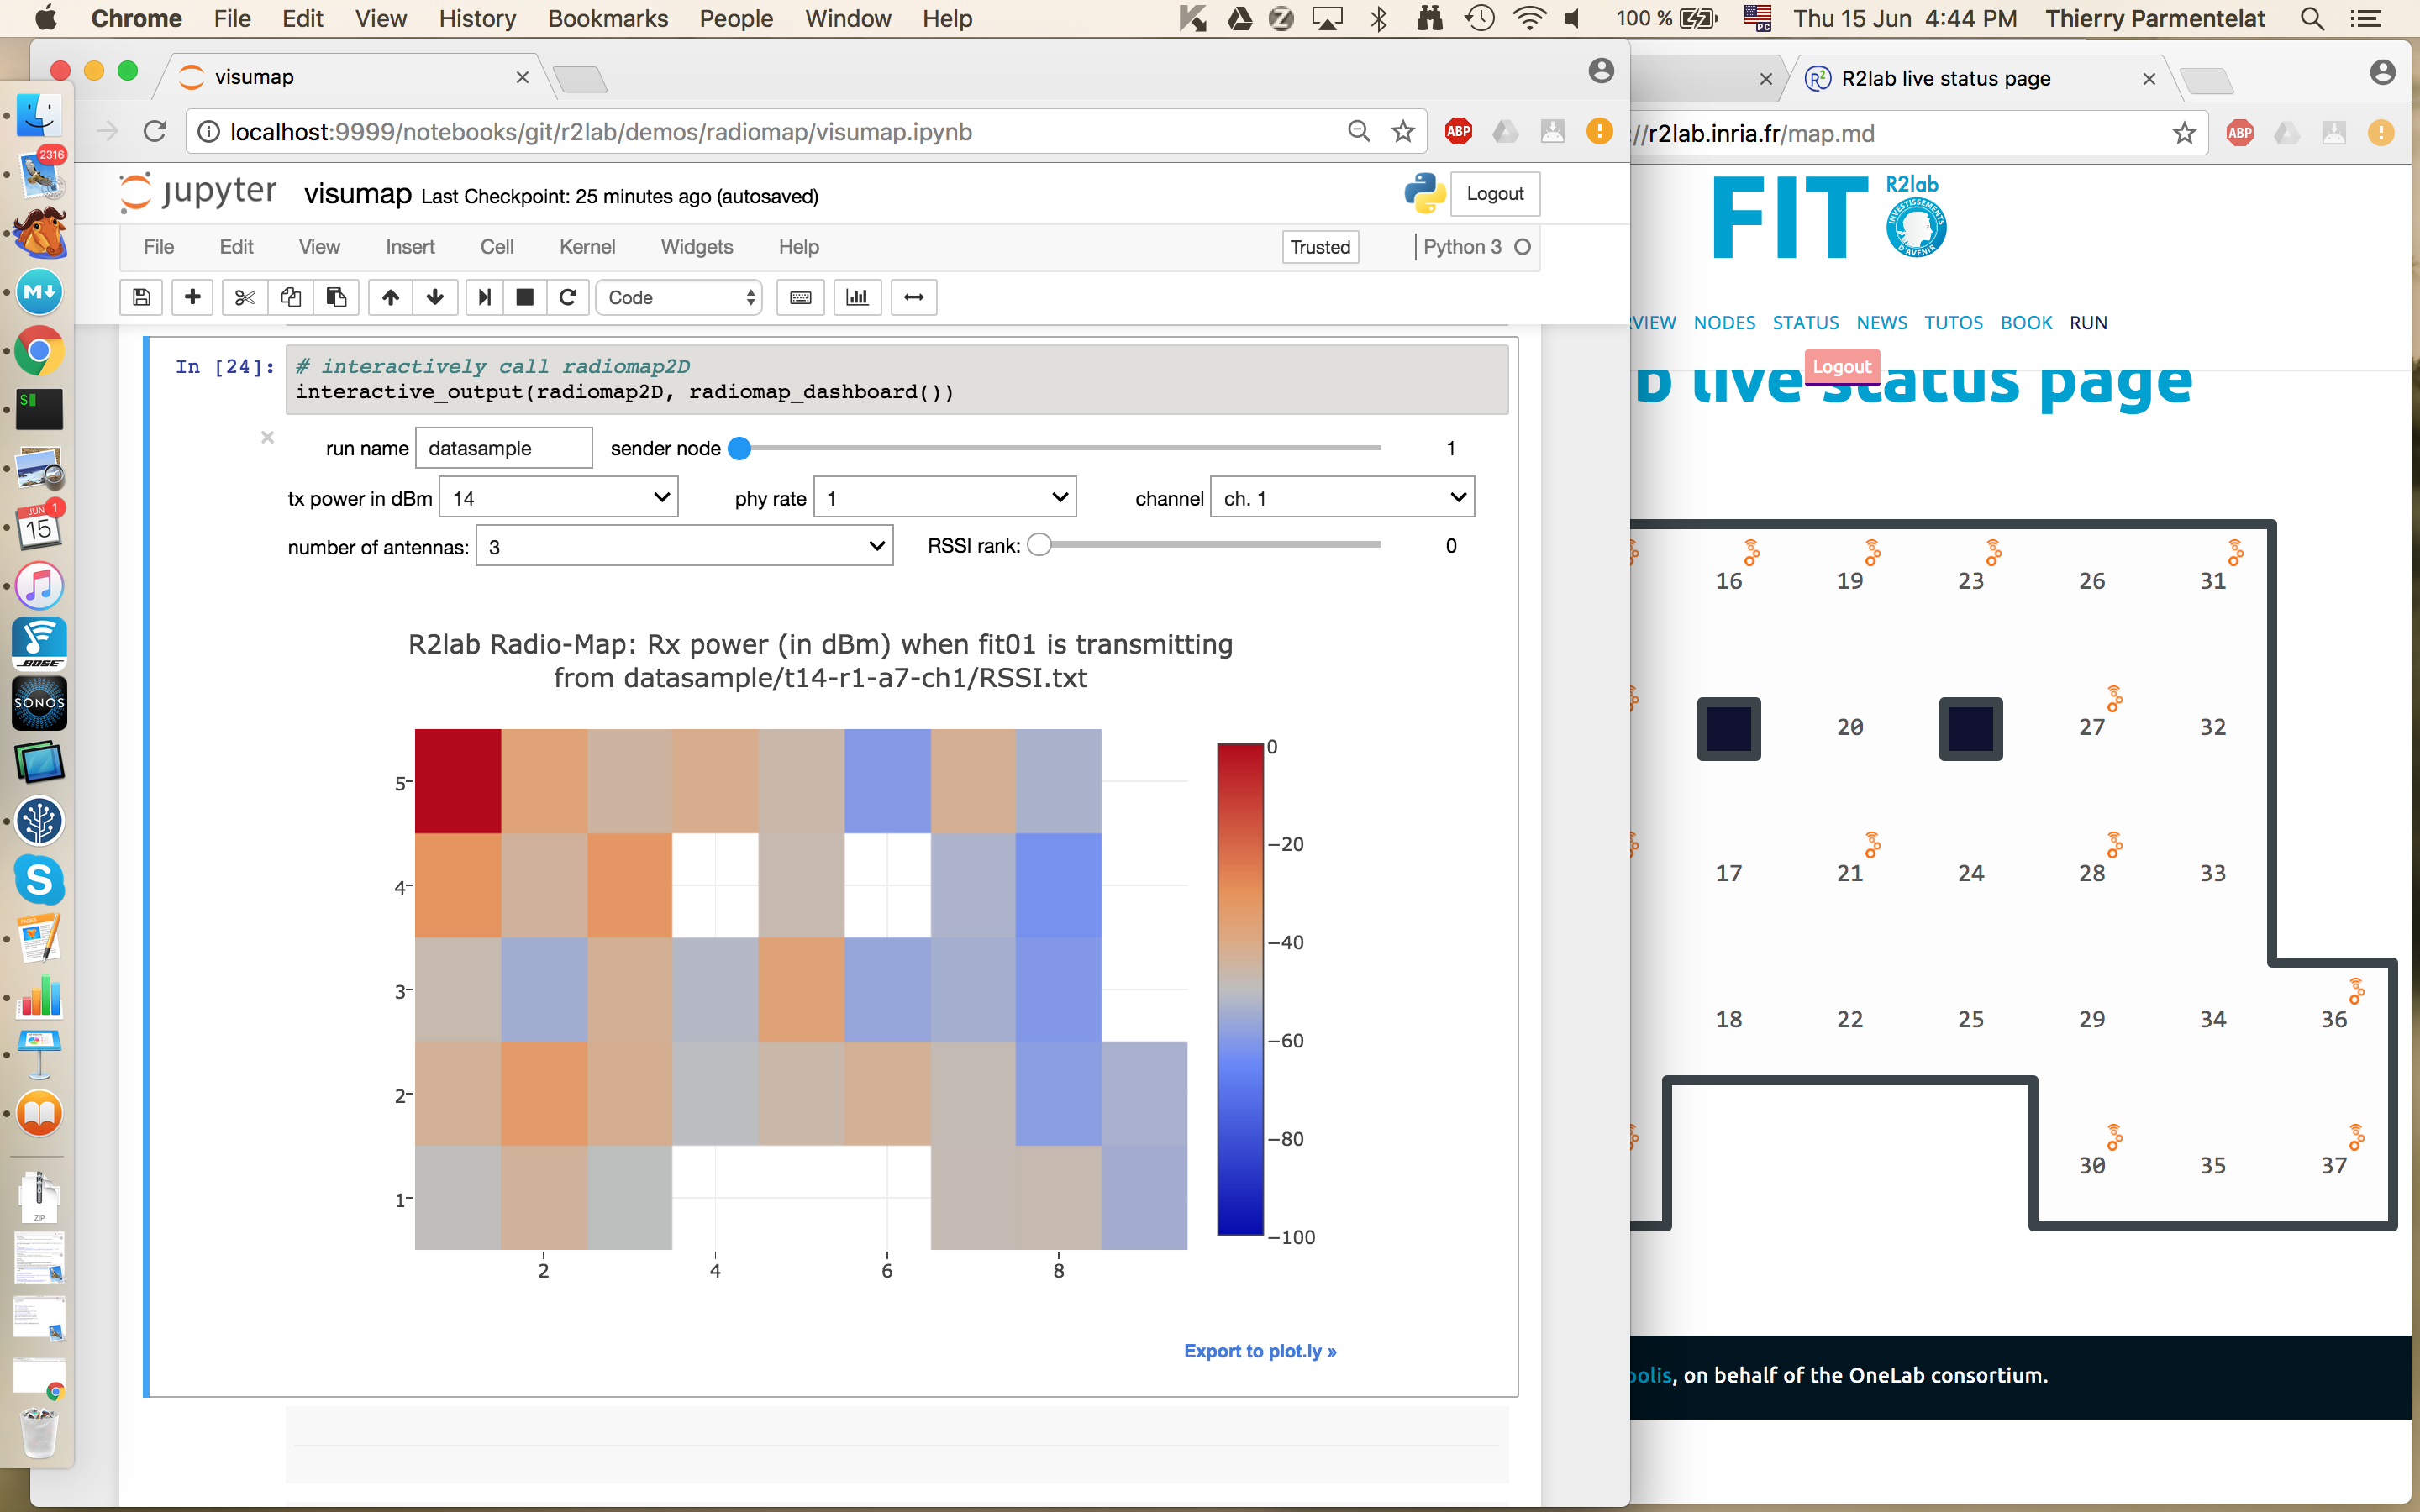 Chrome File Edit View History Bookmarks People Window Help 100 % Thu 15 Jun 4:44 PM Thierry Parmentelat
visumap
localhost:9999/notebooks/git/r2lab/demos/radiomap/visumap.ipynb
ABP
jupyter visumap Last Checkpoint: 25 minutes ago (autosaved)
Logout
File Edit View Insert Cell Kernel Widgets Help
Trusted
Python 3
Code
In [24]:
# interactively call radiomap2D
interactive_output(radiomap2D, radiomap_dashboard())
run name datasample sender node 1
tx power in dBm 14 phy rate 1 channel ch. 1
number of antennas: 3 RSSI rank: 0
R2lab Radio-Map: Rx power (in dBm) when fit01 is transmitting
from datasample/t14-r1-a7-ch1/RSSI.txt
5
4
3
2
1
2 4 6 8
0
−20
−40
−60
−80
−100
Export to plot.ly »
R2lab live status page
//r2lab.inria.fr/map.md
ABP
FIT R2lab
INVESTISSEMENTS D'AVENIR
VIEW NODES STATUS NEWS TUTOS BOOK RUN
Logout
b live status page
16 19 23 26 31
20 27 32
17 21 24 28 33
18 22 25 29 34 36
30 35 37
polis, on behalf of the OneLab consortium.
2316
M
$
JUN 1
15
BOSE
SONOS
S
PAGES
ZIP